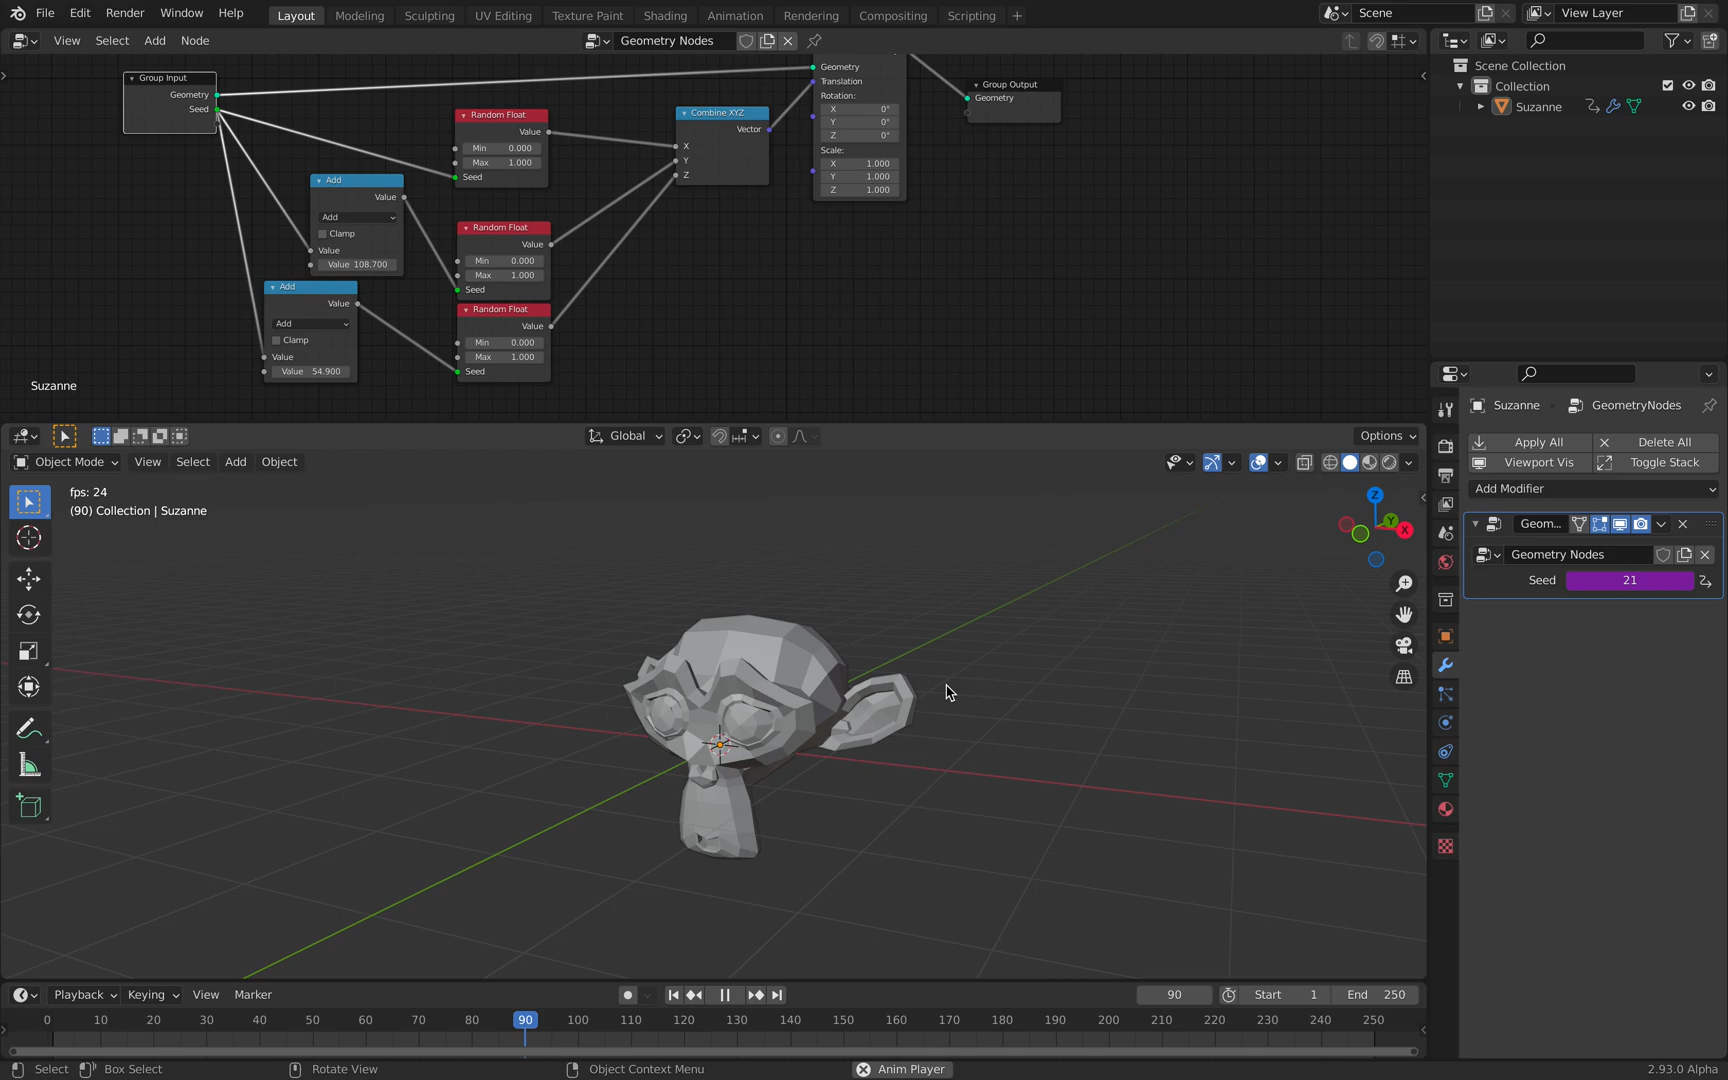 File Edit Render Window Help Layout Modeling Sculpting UV Editing Texture Paint Shading Animation Rendering Compositing Scripting + Scene View Layer
View Select Add Node Geometry Nodes
Group Input
Geometry
Seed
Random Float
Value
Min 0.000
Max 1.000
Seed
Add
Value
Add
Clamp
Value
Value 108.700
Random Float
Value
Min 0.000
Max 1.000
Seed
Add
Value
Add
Clamp
Value
Value 54.900
Random Float
Value
Min 0.000
Max 1.000
Seed
Combine XYZ
Vector
X
Y
Z
Geometry
Translation
Rotation:
X 0°
Y 0°
Z 0°
Scale:
X 1.000
Y 1.000
Z 1.000
Group Output
Geometry
Suzanne
Scene Collection
Collection
Suzanne
Suzanne GeometryNodes
Apply All Delete All
Viewport Vis Toggle Stack
Add Modifier
Geom...
Geometry Nodes
Seed 21
Global Options
Object Mode View Select Add Object
fps: 24
(90) Collection | Suzanne
Z
Y
X
Playback Keying View Marker 90 Start 1 End 250
0 10 20 30 40 50 60 70 80 90 100 110 120 130 140 150 160 170 180 190 200 210 220 230 240 250
Select Box Select Rotate View Object Context Menu Anim Player 2.93.0 Alpha